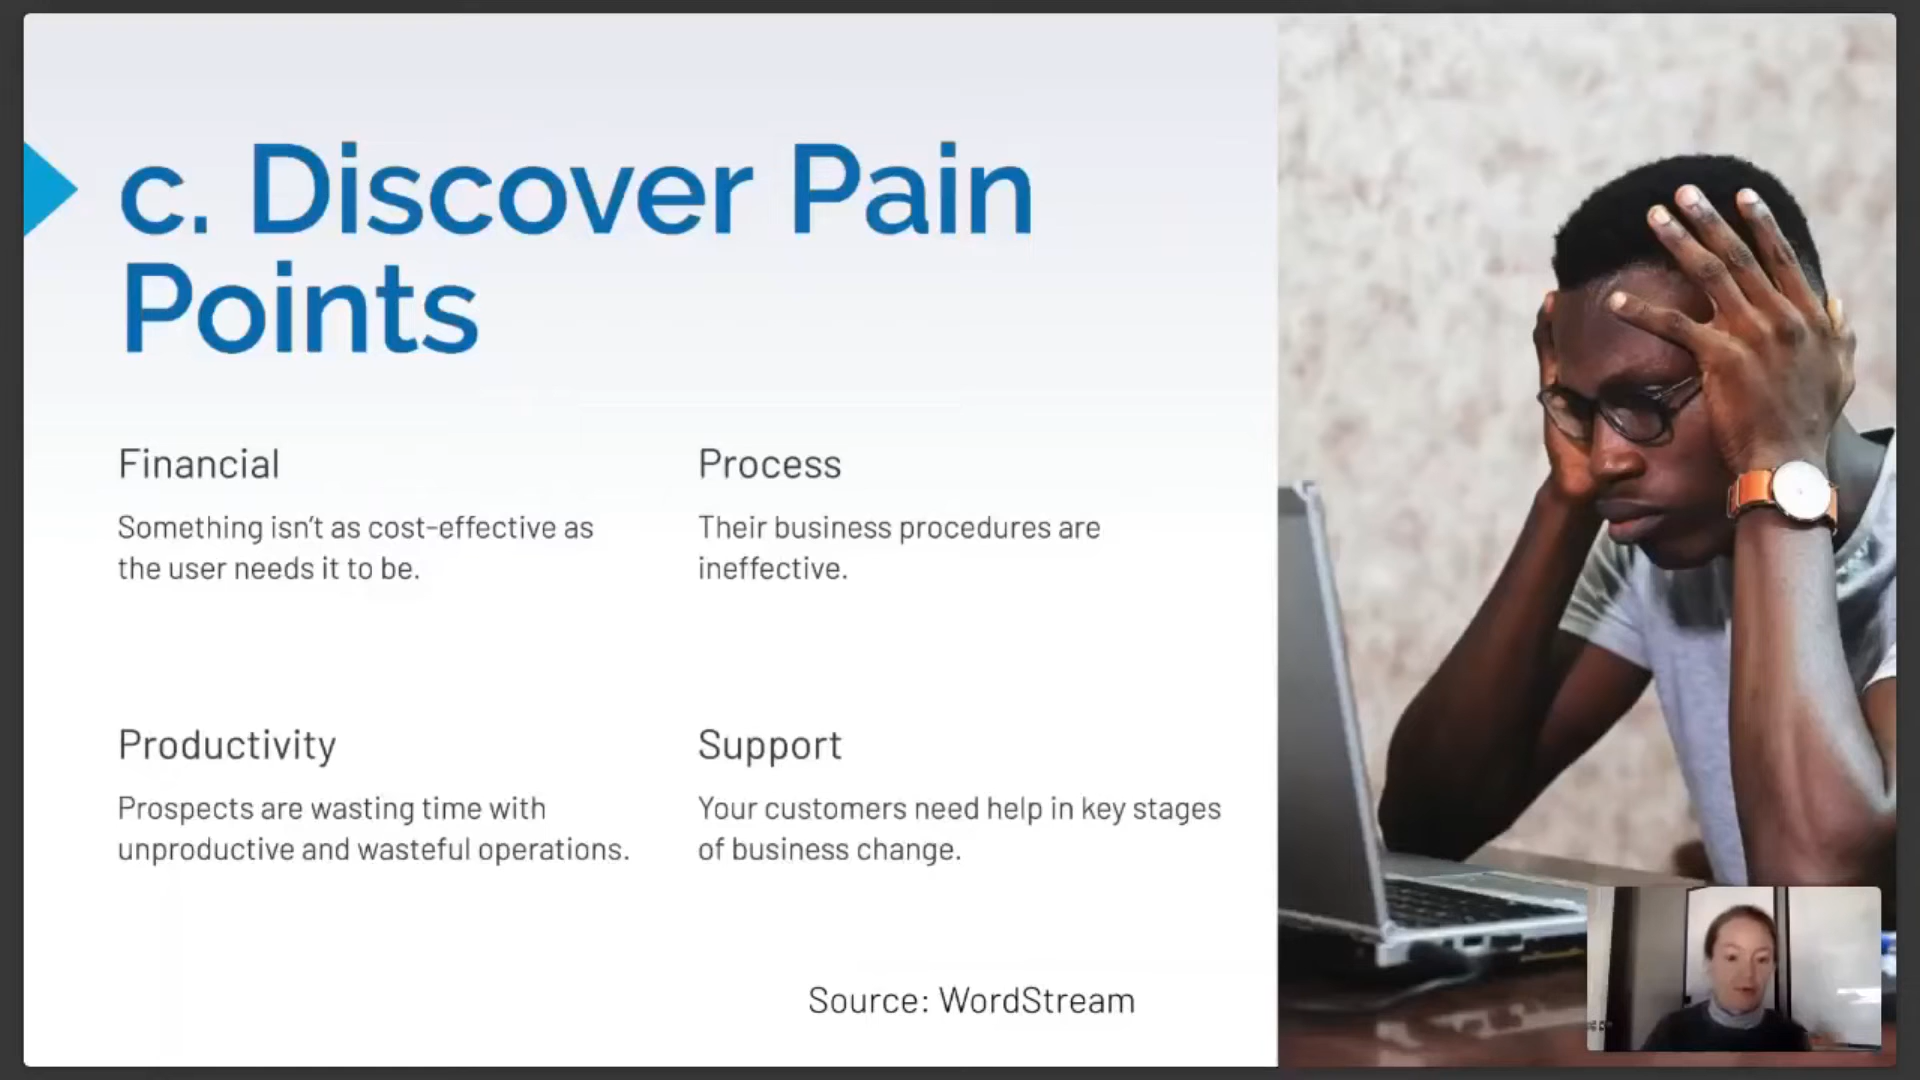 c. Discover Pain
Points
Financial
Something isn't as cost-effective as
the user needs it to be.
Process
Their business procedures are
ineffective.
Productivity
Prospects are wasting time with
unproductive and wasteful operations.
Support
Your customers need help in key stages
of business change.
Source: WordStream